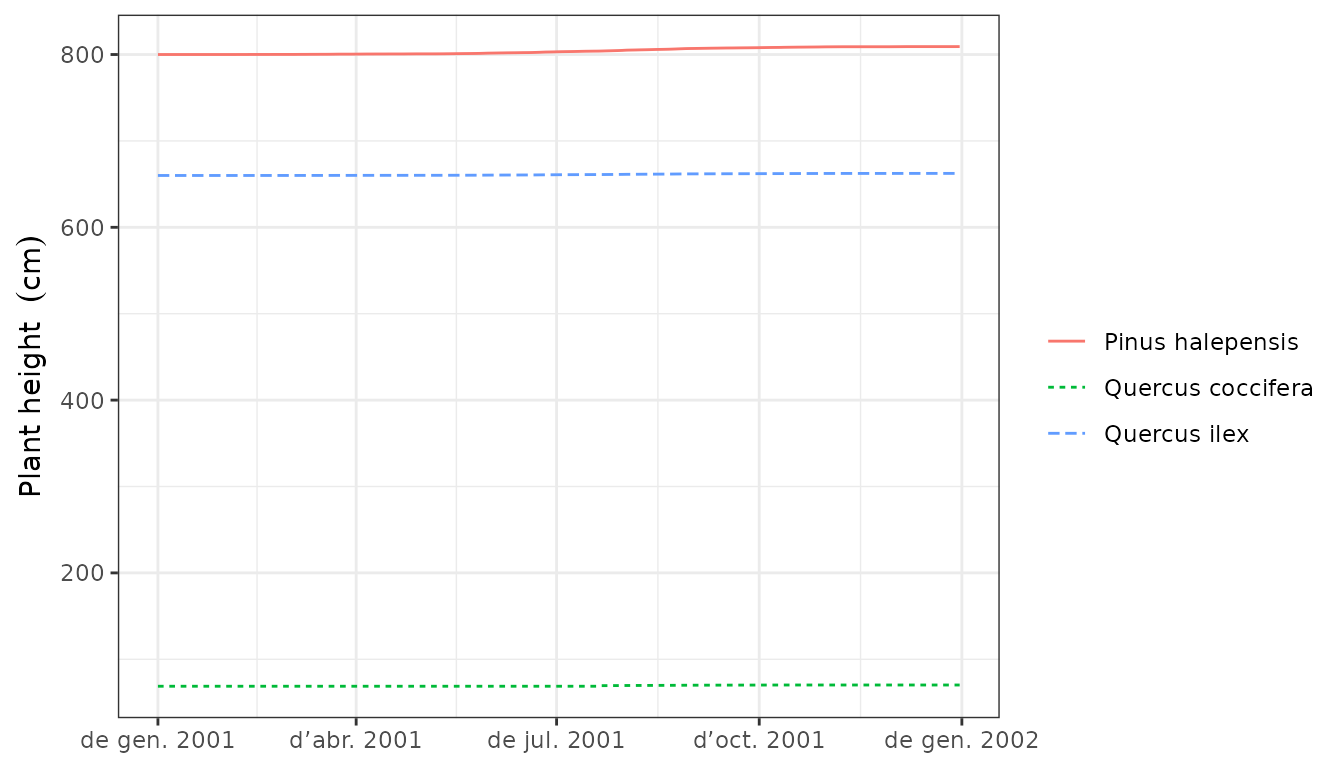 Plant height (cm)
800
600
400
200
de gen. 2001
d’abr. 2001
de jul. 2001
d’oct. 2001
de gen. 2002
Pinus halepensis
Quercus coccifera
Quercus ilex